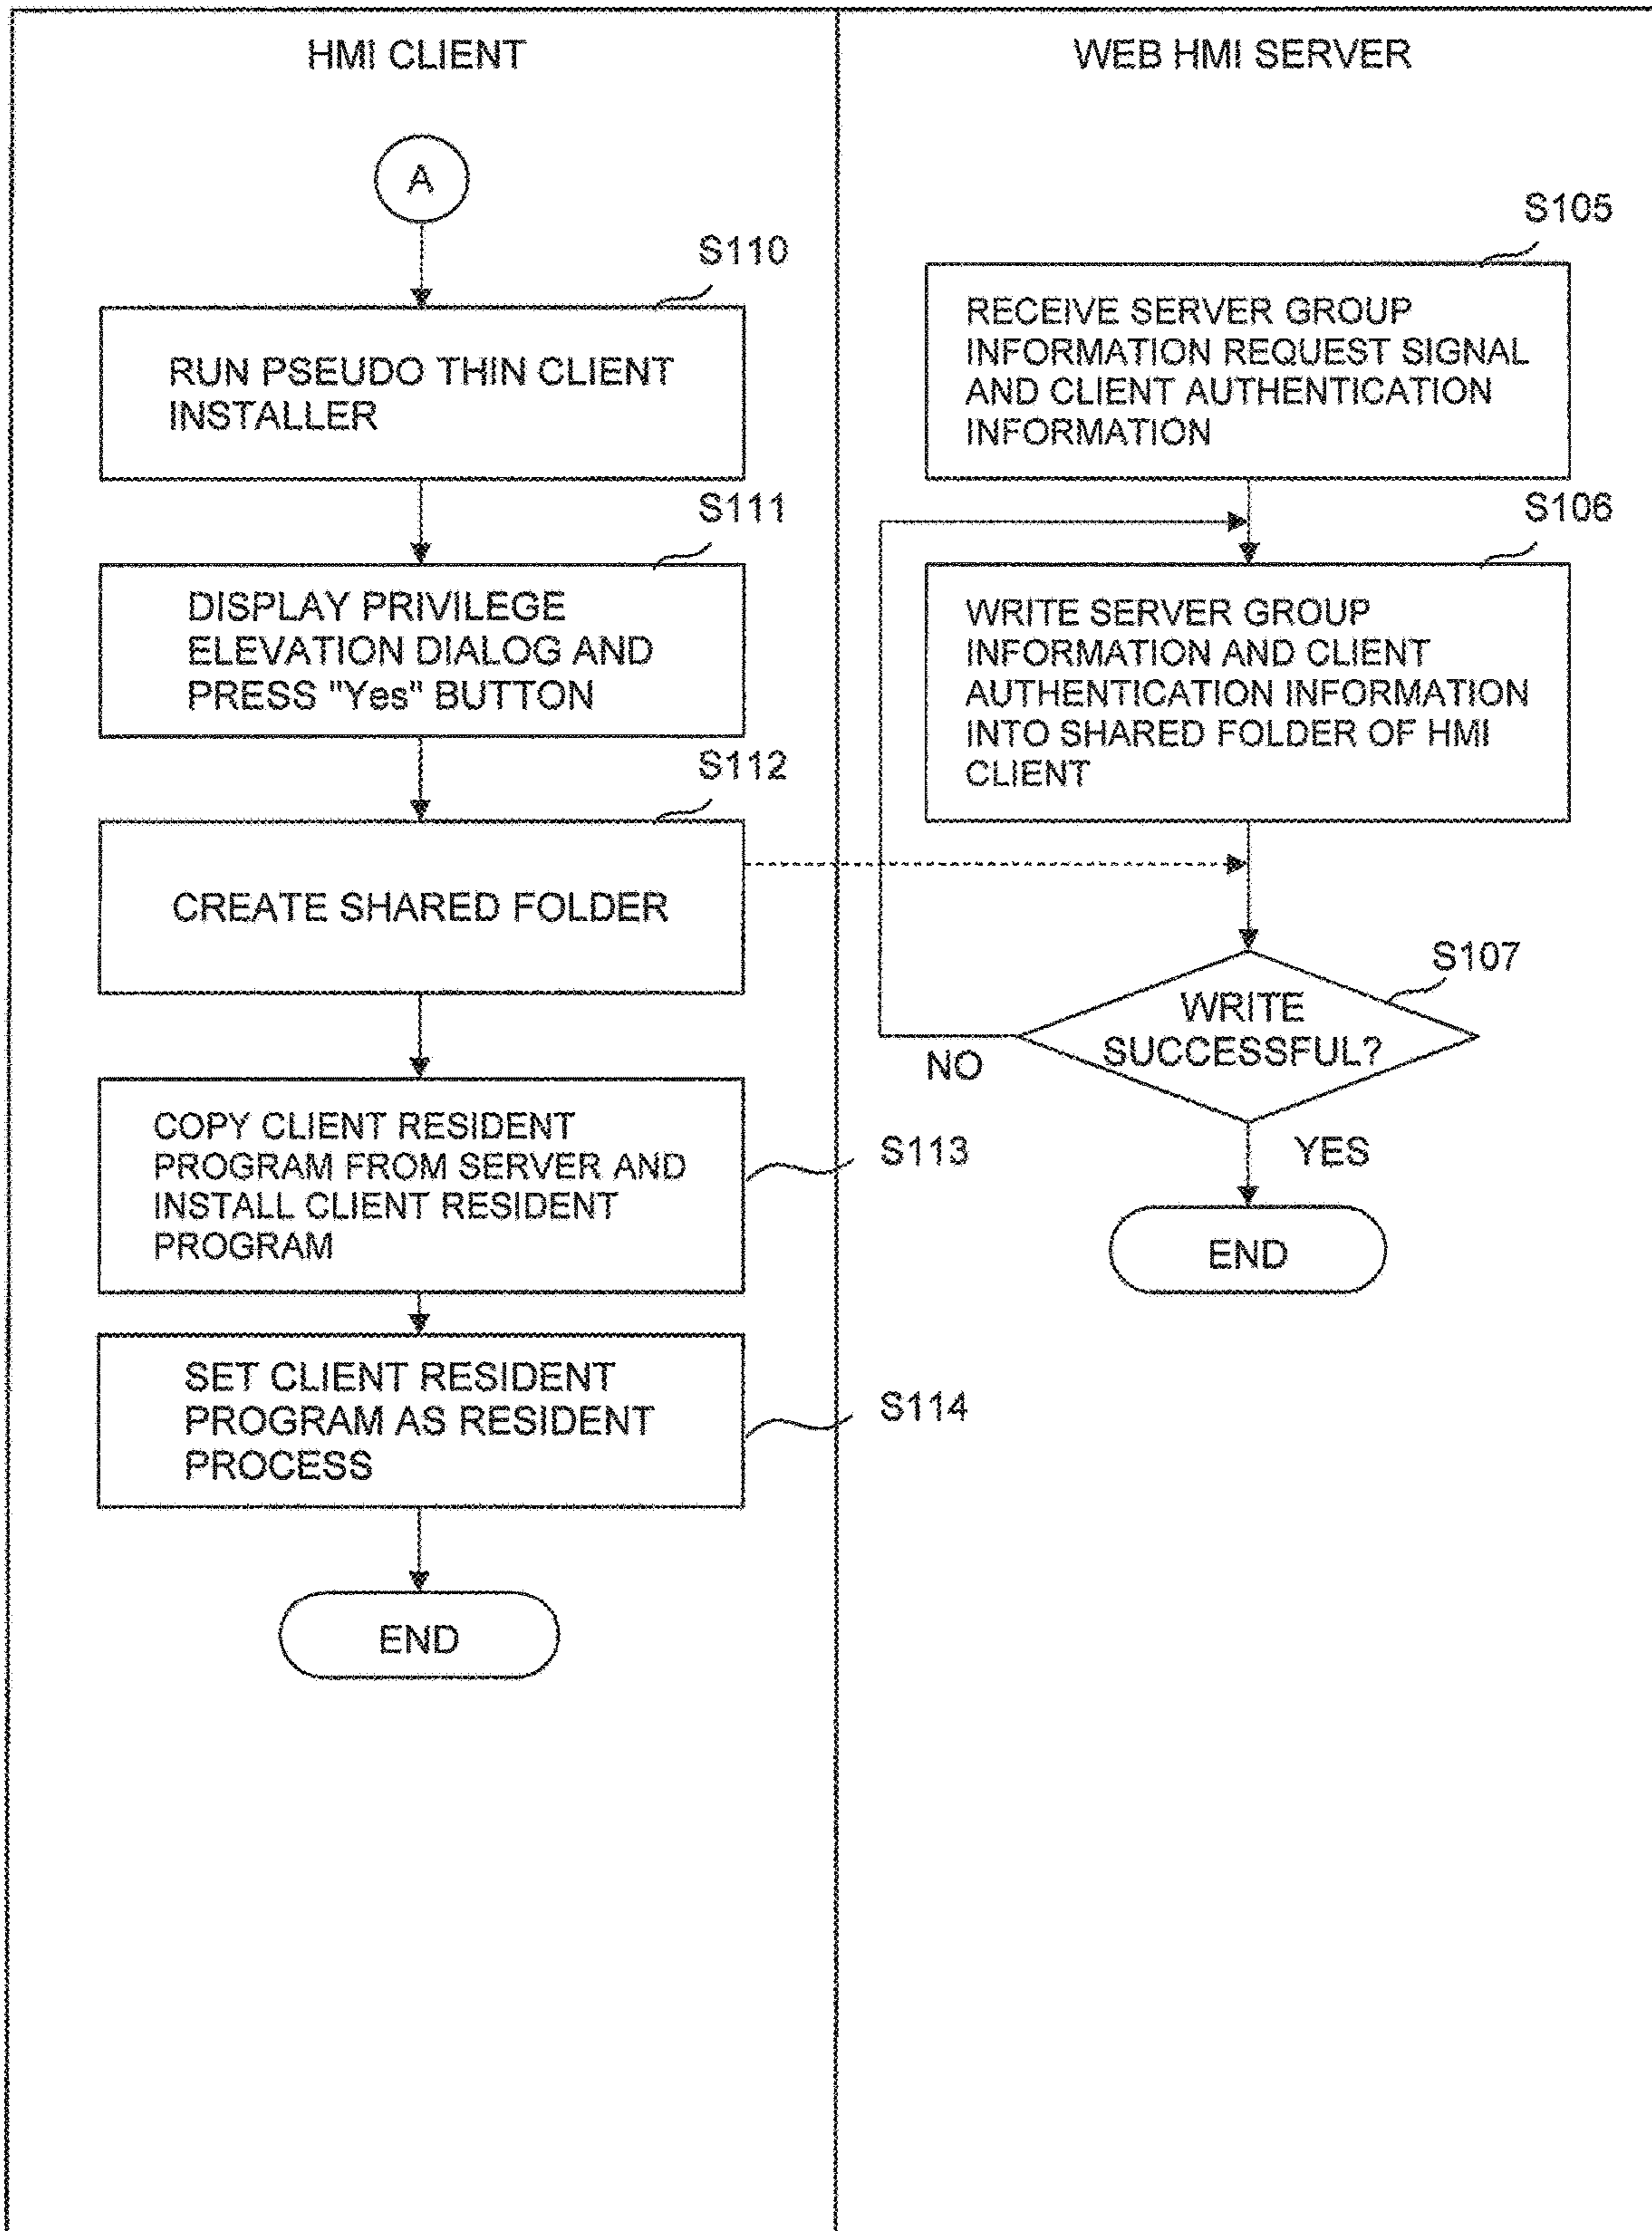 HMI CLIENT
A
S110
RUN PSEUDO THIN CLIENT
INSTALLER
S111
DISPLAY PRIVILEGE
ELEVATION DIALOG AND
PRESS "Yes" BUTTON
S112
CREATE SHARED FOLDER
COPY CLIENT RESIDENT
PROGRAM FROM SERVER AND
INSTALL CLIENT RESIDENT
PROGRAM
S113
SET CLIENT RESIDENT
PROGRAM AS RESIDENT
PROCESS
S114
END
WEB HMI SERVER
S105
RECEIVE SERVER GROUP
INFORMATION REQUEST SIGNAL
AND CLIENT AUTHENTICATION
INFORMATION
S106
WRITE SERVER GROUP
INFORMATION AND CLIENT
AUTHENTICATION INFORMATION
INTO SHARED FOLDER OF HMI
CLIENT
S107
WRITE
SUCCESSFUL?
NO
YES
END